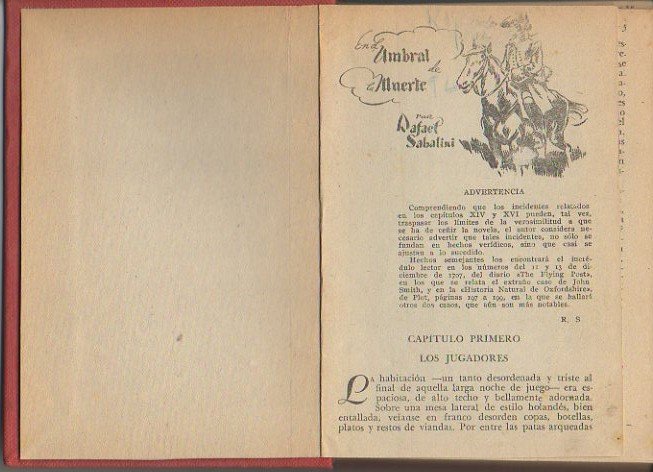 En el
Umbral
de
la Muerte
Por
Rafael
Sabatini
ADVERTENCIA
Comprendiendo que los incidentes relatados
en los capítulos XIV y XVI pueden, tal vez,
traspasar los límites de la verosimilitud a que
se ha de ceñir la novela, el autor considera ne-
cesario advertir que tales incidentes, no sólo se
fundan en hechos verídicos, sino que casi se
ajustan a lo sucedido.
Hechos semejantes los encontrará el incré-
dulo lector en los números del 11 y 13 de di-
ciembre de 1707, del diario «The Flying Post»,
en los que se relata el extraño caso de John
Smith, y en la «Historia Natural de Oxfordshire»,
de Plot, páginas 197 a 199, en la que se hallará
otros dos casos, que aún son más notables.
R. S
CAPITULO PRIMERO
LOS JUGADORES
LA habitación —un tanto desordenada y triste al
final de aquella larga noche de juego— era es-
paciosa, de alto techo y bellamente adornada.
Sobre una mesa lateral de estilo holandés, bien
entallada, veíanse en franco desorden copas, botellas,
platos y restos de viandas. Por entre las patas arqueadas